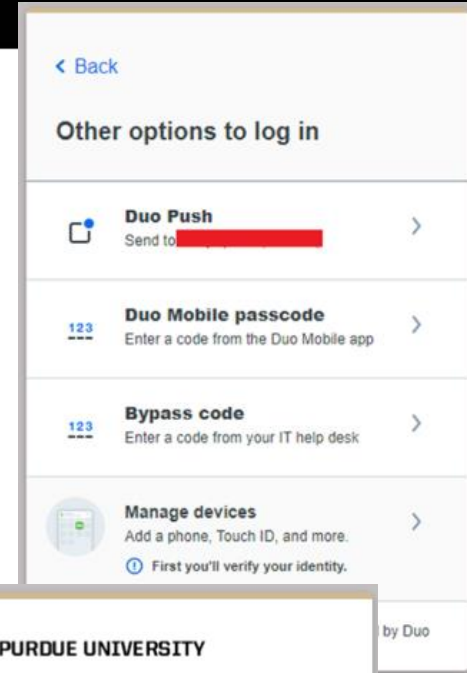 < Back
Other options to log in
Duo Push
Send to
123
Duo Mobile passcode
Enter a code from the Duo Mobile app
123
Bypass code
Enter a code from your IT help desk
Manage devices
Add a phone, Touch ID, and more.
First you'll verify your identity.
by Duo
PURDUE UNIVERSITY